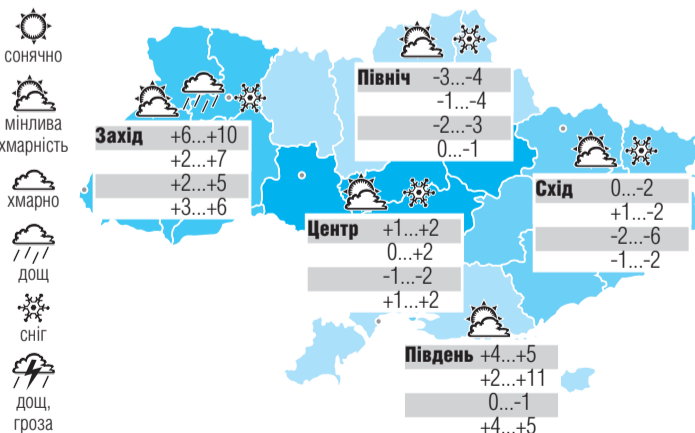 сонячно
мінлива
хмарність
хмарно
дощ
сніг
дощ,
гроза
Північ -3...-4
-1...-4
-2...-3
0...-1
Захід +6...+10
+2...+7
+2...+5
+3...+6
Схід 0...-2
+1...-2
-2...-6
-1...-2
Центр +1...+2
0...+2
-1...-2
+1...+2
Південь +4...+5
+2...+11
0...-1
+4...+5